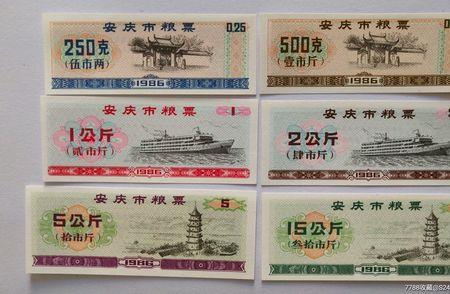 安庆市粮票
0.25
250克
(伍市两)
1986
安庆市粮票
500克
(壹市斤)
1986
安庆市粮票
1
1公斤
(贰市斤)
1986
安庆市粮票
2公斤
(肆市斤)
1986
安庆市粮票
5
5公斤
(拾市斤)
1986
安庆市粮票
15公斤
(叁拾市斤)
1986
7788收藏@S24